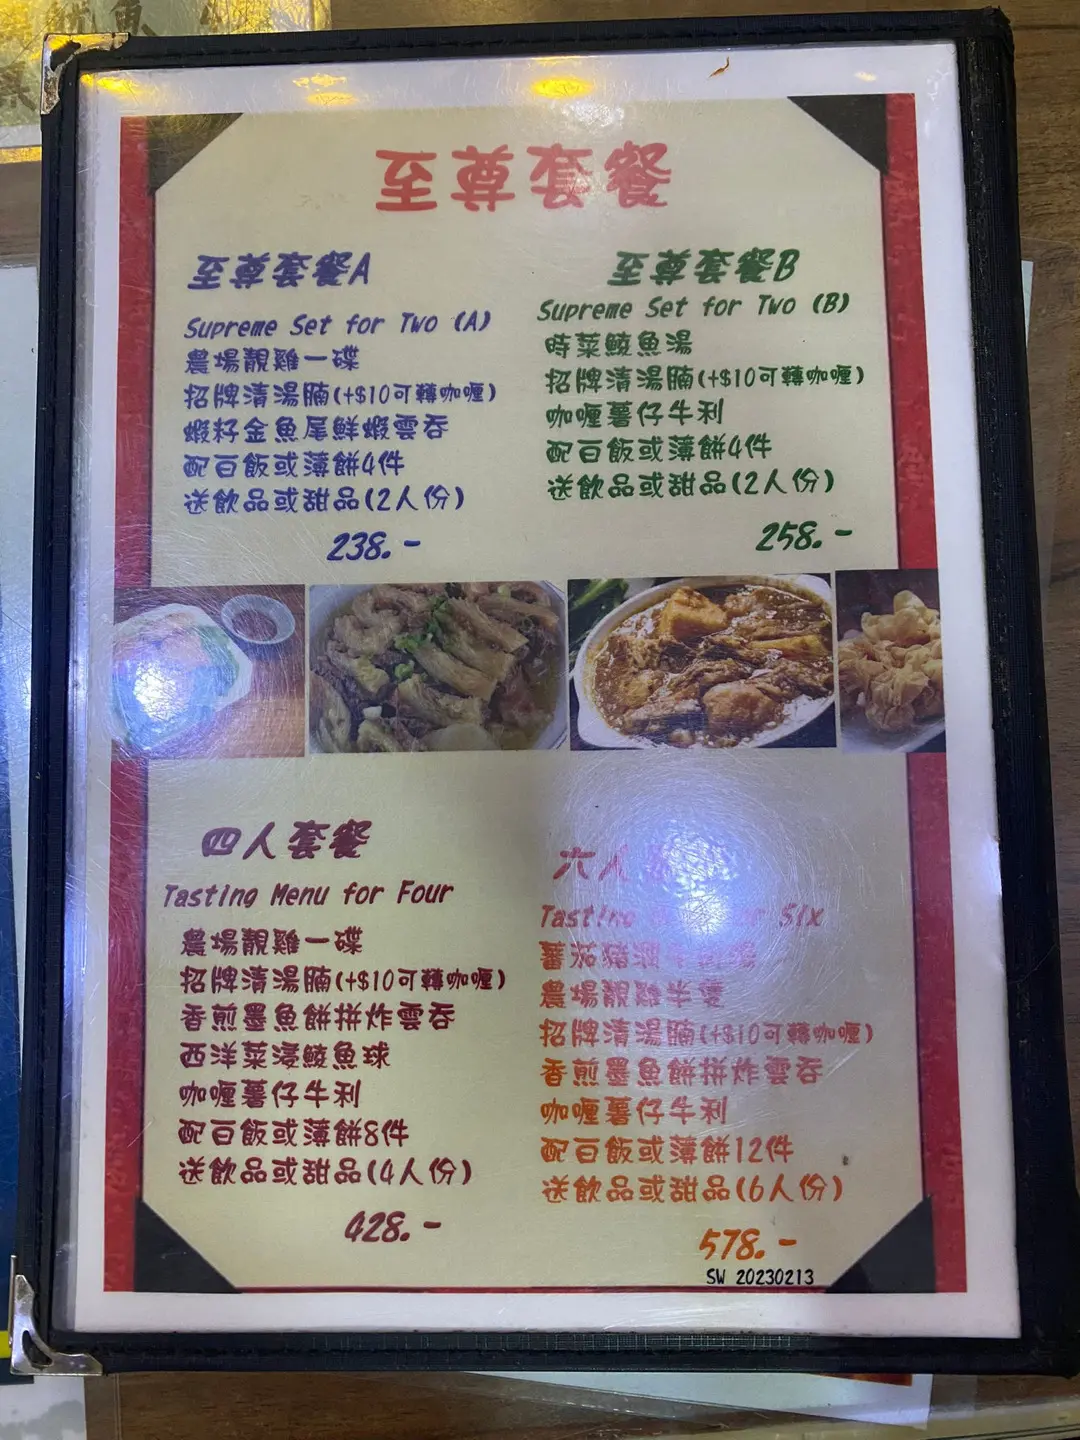 至尊套餐
至尊套餐A
Supreme Set for Two (A)
農場靚雞一碟
招牌清湯腩(+$10可轉咖喱)
蝦籽金魚尾鮮蝦雲吞
配白飯或薄餅4件
送飲品或甜品(2人份)
238.-
至尊套餐B
Supreme Set for Two (B)
時菜鯪魚湯
招牌清湯腩(+$10可轉咖喱)
咖喱薯仔牛利
配白飯或薄餅4件
送飲品或甜品(2人份)
258.-
四人套餐
Tasting Menu for Four
農場靚雞一碟
招牌清湯腩(+$10可轉咖喱)
香煎墨魚餅拼炸雲吞
西洋菜浸鯪魚球
咖喱薯仔牛利
配白飯或薄餅8件
送飲品或甜品(4人份)
428.-
六人
Tasting Six
蕃茄豬潤
農場靚雞半隻
招牌清湯腩(+$10可轉咖喱)
香煎墨魚餅拼炸雲吞
咖喱薯仔牛利
配白飯或薄餅12件
送飲品或甜品(6人份)
578.-
SW 20230213